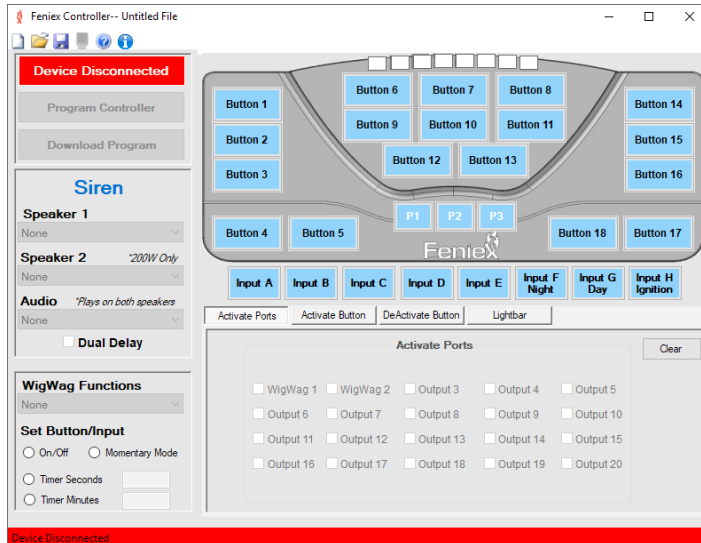 Feniex Controller-- Untitled File
Device Disconnected
Program Controller
Download Program
Siren
Speaker 1
None
Speaker 2 *200W Only
None
Audio *Plays on both speakers
None
Dual Delay
WigWag Functions
None
Set Button/Input
On/Off Momentary Mode
Timer Seconds
Timer Minutes
Button 6 Button 7 Button 8
Button 1 Button 14
Button 9 Button 10 Button 11
Button 2 Button 15
Button 12 Button 13
Button 3 Button 16
P1 P2 P3
Button 4 Button 5 Button 18 Button 17
Feniex
Input A Input B Input C Input D Input E Input F Night Input G Day Input H Ignition
Activate Ports Activate Button DeActivate Button Lightbar
Activate Ports
Clear
WigWag 1 WigWag 2 Output 3 Output 4 Output 5
Output 6 Output 7 Output 8 Output 9 Output 10
Output 11 Output 12 Output 13 Output 14 Output 15
Output 16 Output 17 Output 18 Output 19 Output 20
Device Disconnected